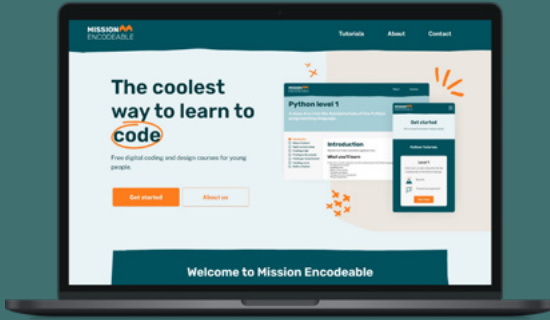 MISSION
ENCODEABLE
Tutorials
About
Contact
The coolest
way to learn to
code
Free digital coding and design courses for young
people.
Get started
About us
Python level 1
Introduction
What you'll learn
Get started
Python Tutorials
Level 1
Welcome to Mission Encodeable